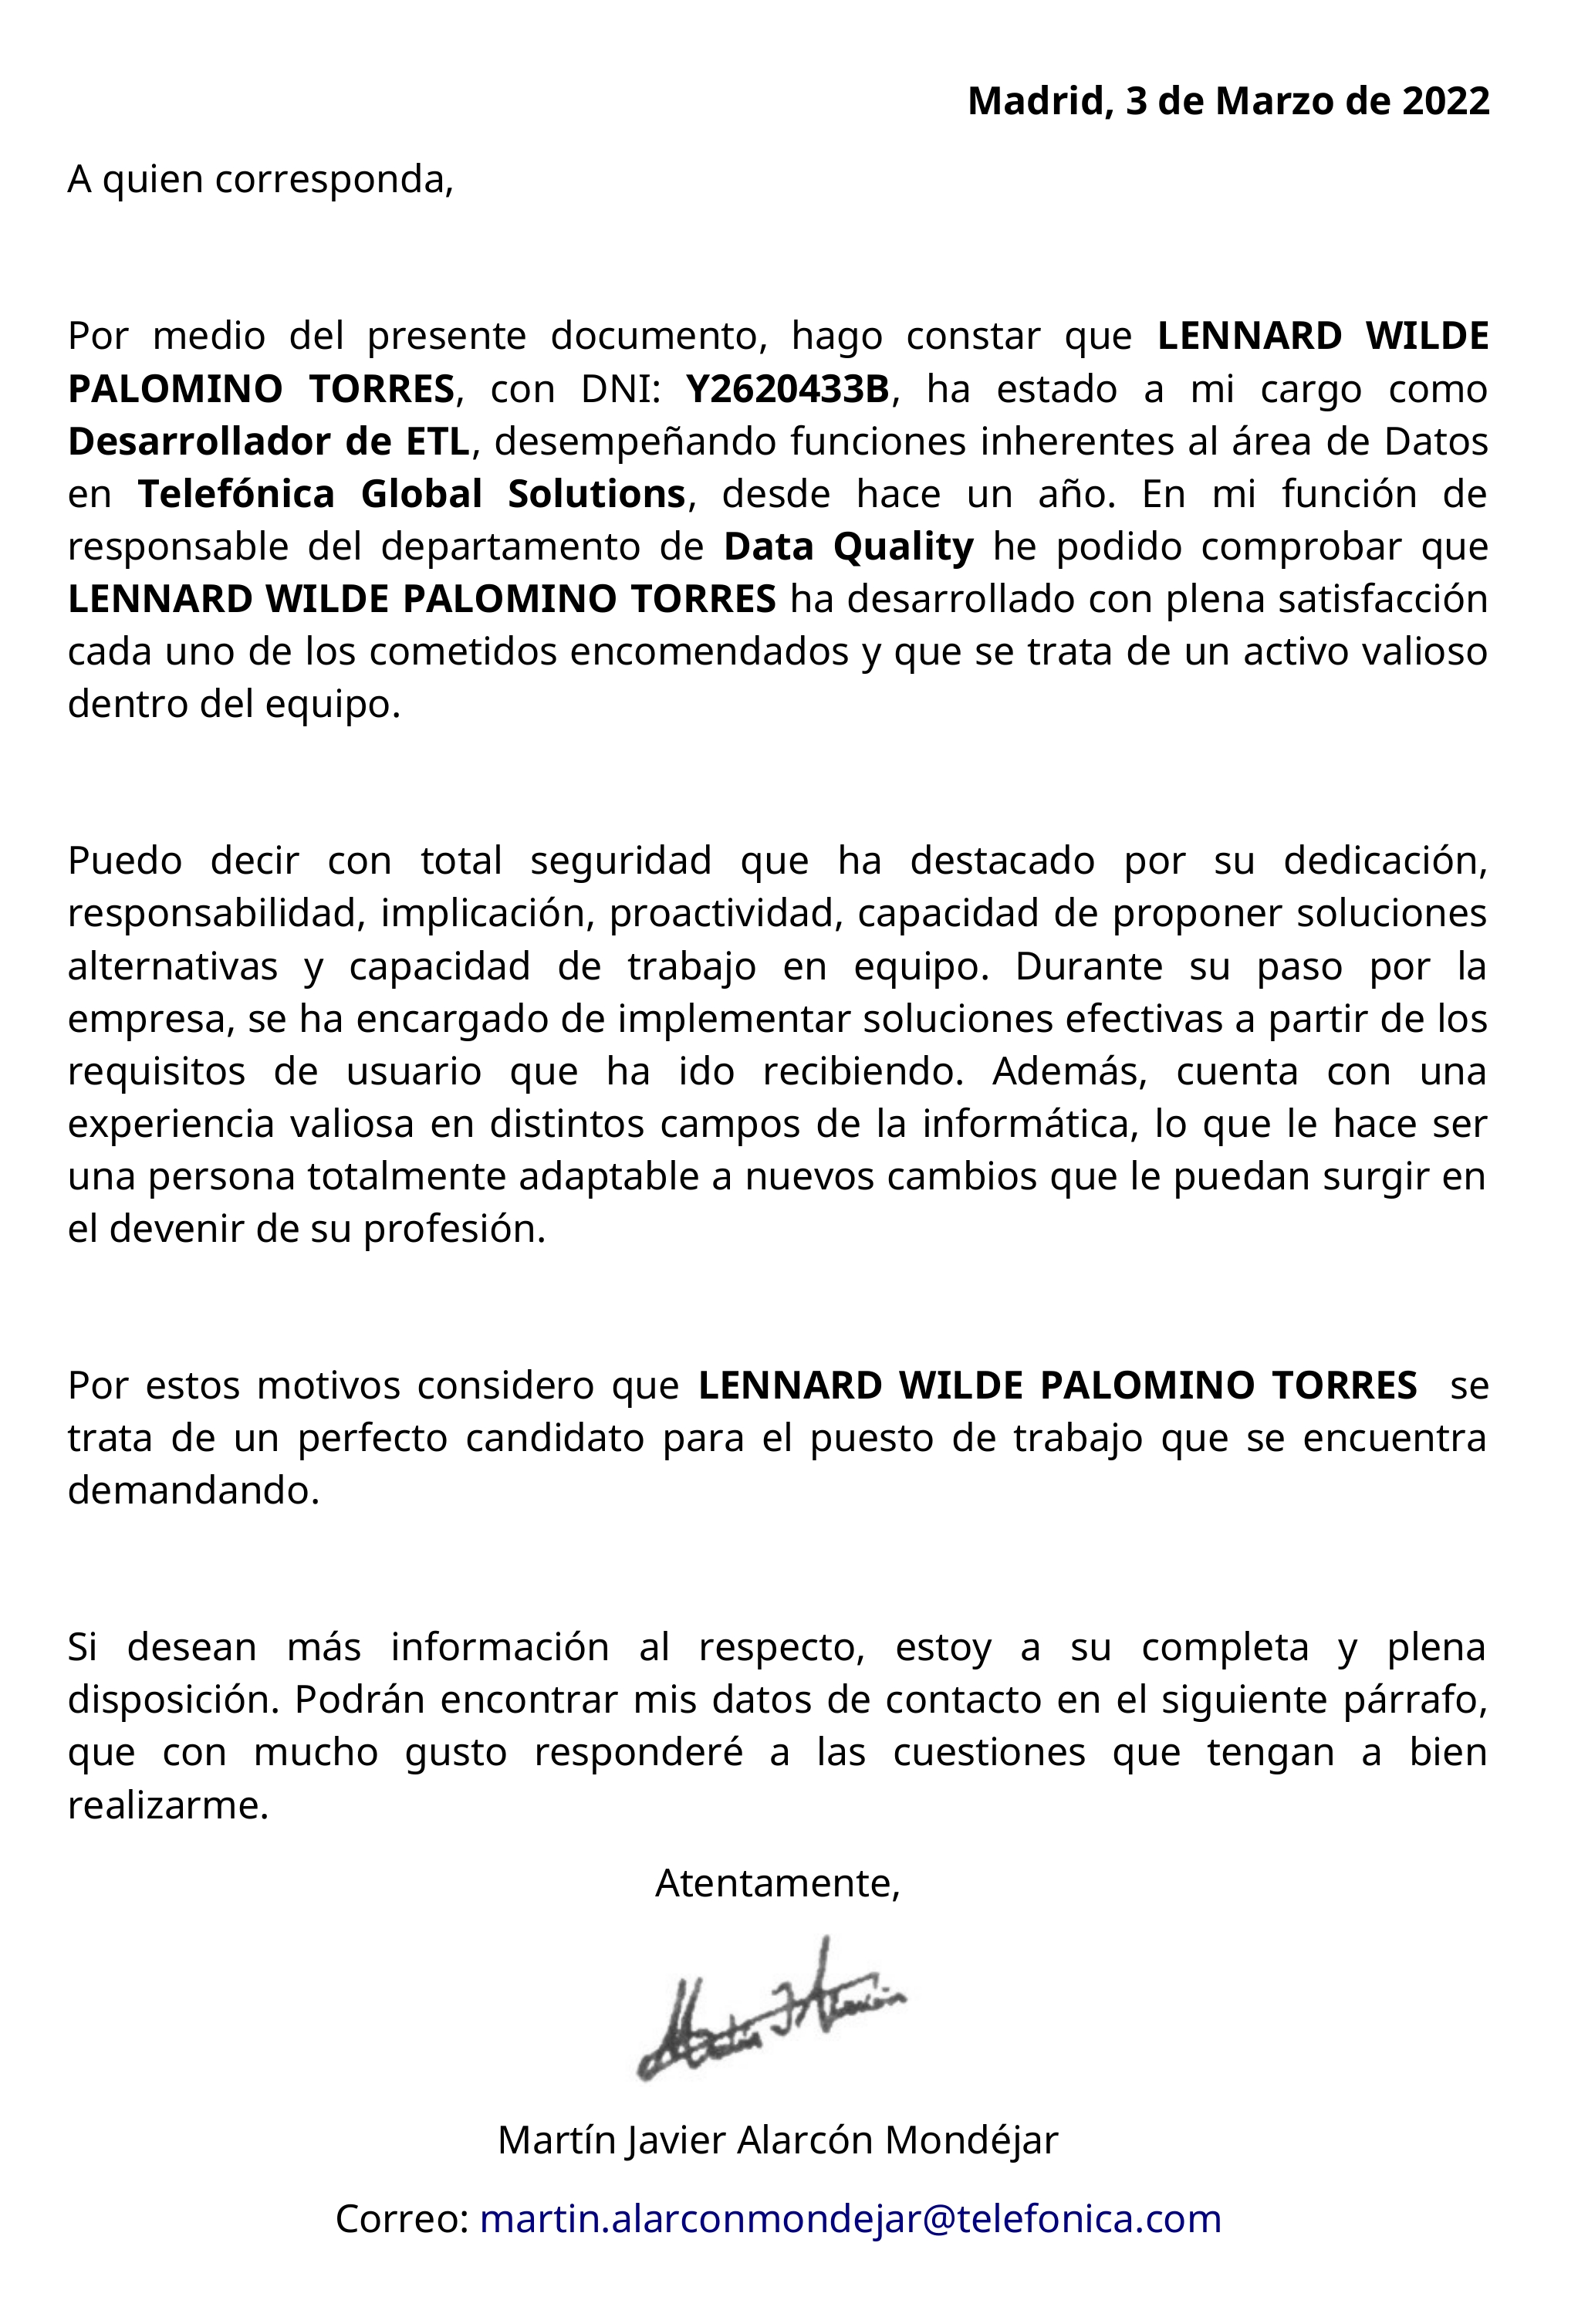 Madrid, 3 de Marzo de 2022
A quien corresponda,
Por medio del presente documento, hago constar que LENNARD WILDE
PALOMINO TORRES, con DNI: Y2620433B, ha estado a mi cargo como
Desarrollador de ETL, desempeñando funciones inherentes al área de Datos
en Telefónica Global Solutions, desde hace un año. En mi función de
responsable del departamento de Data Quality he podido comprobar que
LENNARD WILDE PALOMINO TORRES ha desarrollado con plena satisfacción
cada uno de los cometidos encomendados y que se trata de un activo valioso
dentro del equipo.
Puedo decir con total seguridad que ha destacado por su dedicación,
responsabilidad, implicación, proactividad, capacidad de proponer soluciones
alternativas y capacidad de trabajo en equipo. Durante su paso por la
empresa, se ha encargado de implementar soluciones efectivas a partir de los
requisitos de usuario que ha ido recibiendo. Además, cuenta con una
experiencia valiosa en distintos campos de la informática, lo que le hace ser
una persona totalmente adaptable a nuevos cambios que le puedan surgir en
el devenir de su profesión.
Por estos motivos considero que LENNARD WILDE PALOMINO TORRES se
trata de un perfecto candidato para el puesto de trabajo que se encuentra
demandando.
Si desean más información al respecto, estoy a su completa y plena
disposición. Podrán encontrar mis datos de contacto en el siguiente párrafo,
que con mucho gusto responderé a las cuestiones que tengan a bien
realizarme.
Atentamente,
Martín J Alarcón
Martín Javier Alarcón Mondéjar
Correo: martin.alarconmondejar@telefonica.com